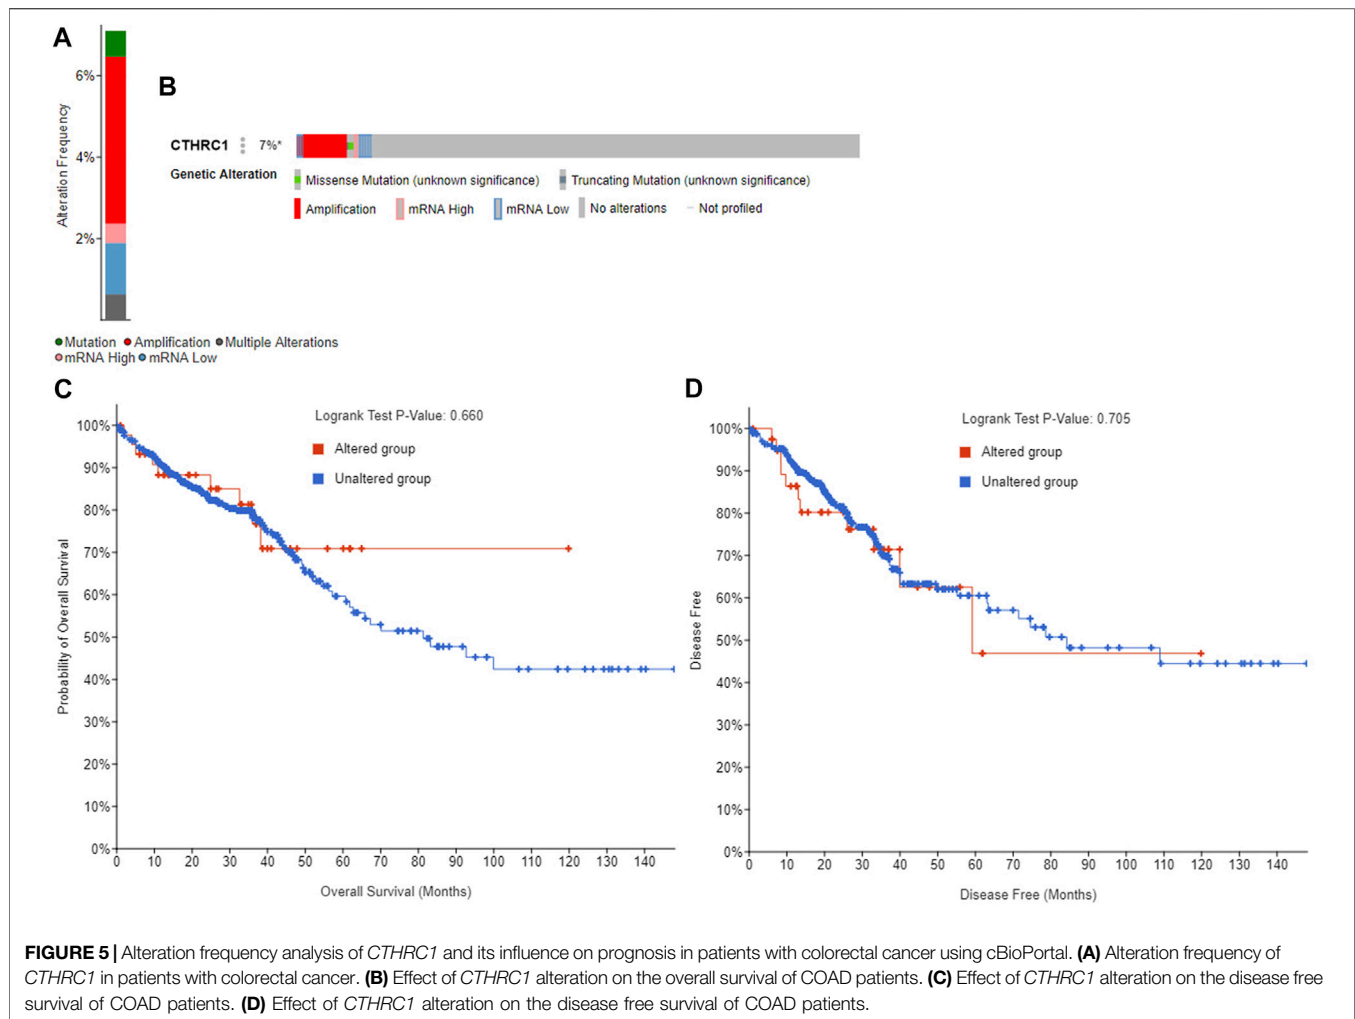 A
6%
4%
2%
Alteration Frequency
Mutation Amplification Multiple Alterations
mRNA High mRNA Low
B
CTHRC1 7%*
Genetic Alteration Missense Mutation (unknown significance) Truncating Mutation (unknown significance)
Amplification mRNA High mRNA Low No alterations Not profiled
C
Logrank Test P-Value: 0.660
Altered group
Unaltered group
100%
90%
80%
70%
60%
50%
40%
30%
20%
10%
0%
Probability of Overall Survival
0 10 20 30 40 50 60 70 80 90 100 110 120 130 140
Overall Survival (Months)
D
Logrank Test P-Value: 0.705
Altered group
Unaltered group
100%
90%
80%
70%
60%
50%
40%
30%
20%
10%
0%
Disease Free
0 10 20 30 40 50 60 70 80 90 100 110 120 130 140
Disease Free (Months)
FIGURE 5 | Alteration frequency analysis of CTHRC1 and its influence on prognosis in patients with colorectal cancer using cBioPortal. (A) Alteration frequency of
CTHRC1 in patients with colorectal cancer. (B) Effect of CTHRC1 alteration on the overall survival of COAD patients. (C) Effect of CTHRC1 alteration on the disease free
survival of COAD patients. (D) Effect of CTHRC1 alteration on the disease free survival of COAD patients.